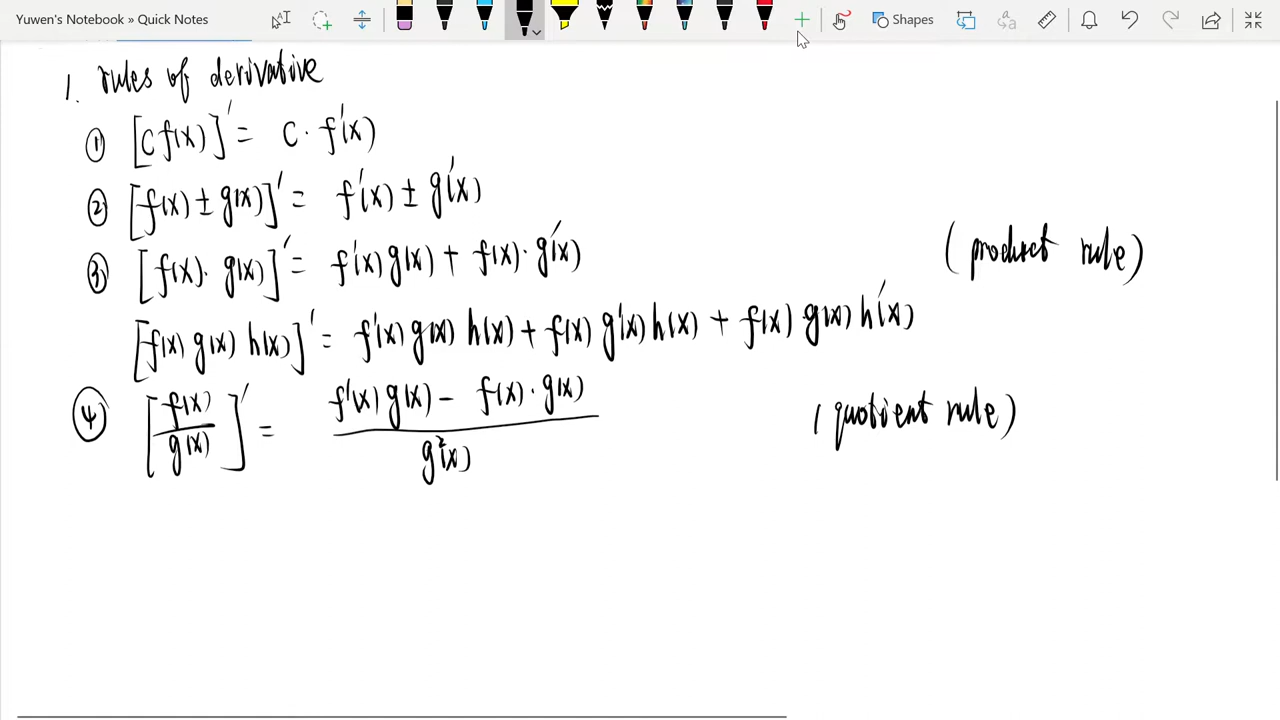 Yuwen's Notebook » Quick Notes
Shapes
1. rules of derivative
① [c f(x)]' = c · f'(x)
② [f(x) ± g(x)]' = f'(x) ± g'(x)
③ [f(x) · g(x)]' = f'(x) g(x) + f(x) · g'(x) (product rule)
[f(x) g(x) h(x)]' = f'(x) g(x) h(x) + f(x) g'(x) h(x) + f(x) g(x) h'(x)
④ [f(x)/g(x)]' = f'(x) g(x) - f(x) · g(x) / g²(x) (quotient rule)